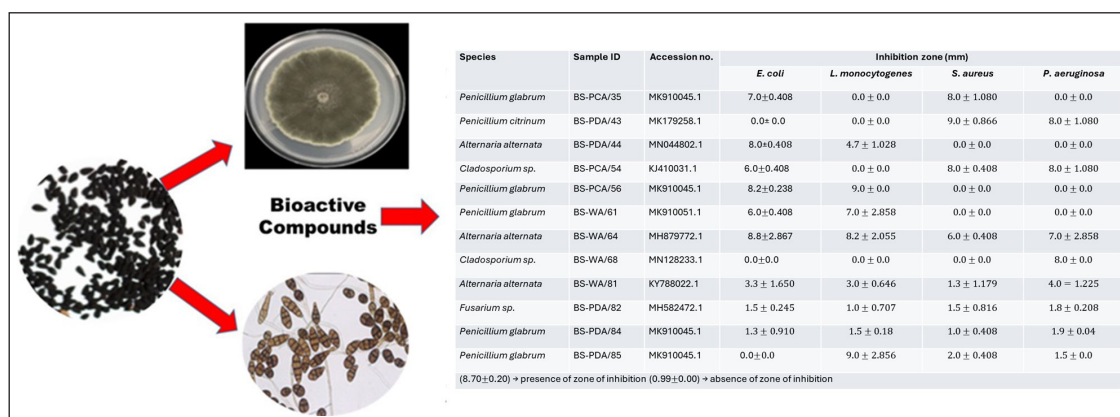 Bioactive
Compounds
Species Sample ID Accession no. Inhibition zone (mm)
E. coli L. monocytogenes S. aureus P. aeruginosa
Penicillium glabrum BS-PCA/35 MK910045.1 7.0±0.408 0.0 ± 0.0 8.0 ± 1.080 0.0 ± 0.0
Penicillium citrinum BS-PDA/43 MK179258.1 0.0± 0.0 0.0 ± 0.0 9.0 ± 0.866 8.0 ± 1.080
Alternaria alternata BS-PDA/44 MN044802.1 8.0±0.408 4.7 ± 1.028 0.0 ± 0.0 0.0 ± 0.0
Cladosporium sp. BS-PCA/54 KJ410031.1 6.0±0.408 0.0 ± 0.0 8.0 ± 0.408 8.0 ± 1.080
Penicillium glabrum BS-PCA/56 MK910045.1 8.2±0.238 9.0 ± 0.0 0.0 ± 0.0 0.0 ± 0.0
Penicillium glabrum BS-WA/61 MK910051.1 6.0±0.408 7.0 ± 2.858 0.0 ± 0.0 0.0 ± 0.0
Alternaria alternata BS-WA/64 MH879772.1 8.8±2.867 8.2 ± 2.055 6.0 ± 0.408 7.0 ± 2.858
Cladosporium sp. BS-WA/68 MN128233.1 0.0±0.0 0.0 ± 0.0 0.0 ± 0.0 8.0 ± 0.0
Alternaria alternata BS-WA/81 KY788022.1 3.3 ± 1.650 3.0 ± 0.646 1.3 ± 1.179 4.0 = 1.225
Fusarium sp. BS-PDA/82 MH582472.1 1.5 ± 0.245 1.0 ± 0.707 1.5 ± 0.816 1.8 ± 0.208
Penicillium glabrum BS-PDA/84 MK910045.1 1.3 ± 0.910 1.5 ± 0.18 1.0 ± 0.408 1.9 ± 0.04
Penicillium glabrum BS-PDA/85 MK910045.1 0.0±0.0 9.0 ± 2.856 2.0 ± 0.408 1.5 ± 0.0
(8.70±0.20) → presence of zone of inhibition (0.99±0.00) → absence of zone of inhibition